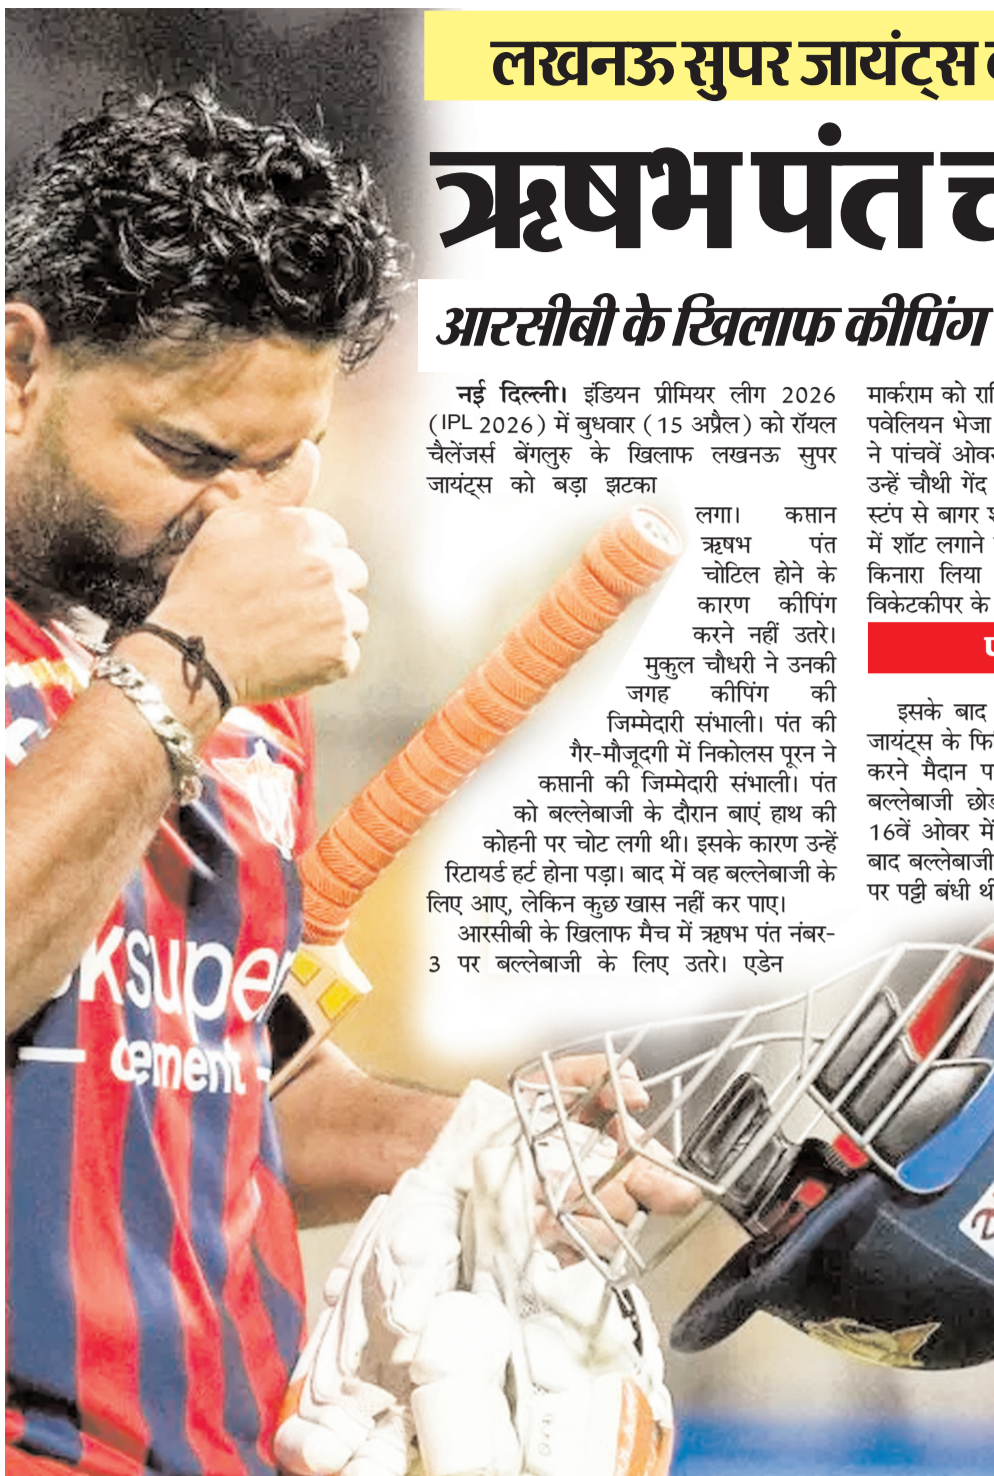 लखनऊ सुपर जायंट्स
ऋषभ पंत
आरसीबी के खिलाफ कीपिंग
नई दिल्ली। इंडियन प्रीमियर लीग 2026
(IPL 2026) में बुधवार (15 अप्रैल) को रॉयल
चैलेंजर्स बेंगलुरु के खिलाफ लखनऊ सुपर
जायंट्स को बड़ा झटका
लगा। कप्तान
ऋषभ पंत
चोटिल होने के
कारण कीपिंग
करने नहीं उतरे।
मुकुल चौधरी ने उनकी
जगह कीपिंग की
जिम्मेदारी संभाली। पंत की
गैर-मौजूदगी में निकोलस पूरन ने
कप्तानी की जिम्मेदारी संभाली। पंत
को बल्लेबाजी के दौरान बाएं हाथ की
कोहनी पर चोट लगी थी। इसके कारण उन्हें
रिटायर्ड हर्ट होना पड़ा। बाद में वह बल्लेबाजी के
लिए आए, लेकिन कुछ खास नहीं कर पाए।
आरसीबी के खिलाफ मैच में ऋषभ पंत नंबर-
3 पर बल्लेबाजी के लिए उतरे। एडेन
मार्कराम को
पवेलियन भेजा
ने पांचवें
उन्हें चौथी गेंद
स्टंप से बागर
में शॉट लगाने
किनारा लिया
विकेटकीपर के
इसके बाद
जायंट्स के
करने मैदान
बल्लेबाजी
16वें ओवर में
बाद बल्लेबाजी
पर पट्टी बंधी
ksuper
cement